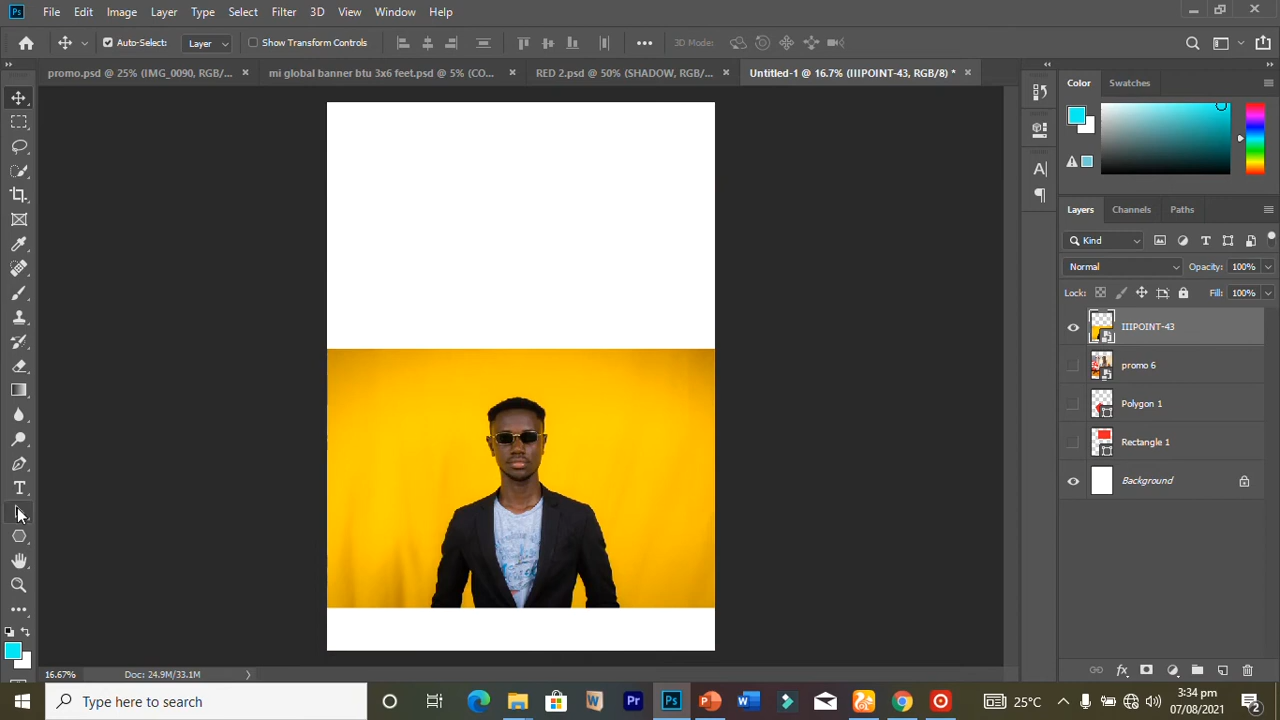 Ps File Edit Image Layer Type Select Filter 3D View Window Help
Auto-Select: Layer Show Transform Controls 3D Mode:
promo.psd @ 25% (IMG_0090, RGB/... × mi global banner btu 3x6 feet.psd @ 5% (CO... × RED 2.psd @ 50% (SHADOW, RGB/... × Untitled-1 @ 16.7% (IIIPOINT-43, RGB/8) * ×
Color Swatches
Layers Channels Paths
Kind
Normal Opacity: 100%
Lock: Fill: 100%
IIIPOINT-43
promo 6
Polygon 1
Rectangle 1
Background
16.67% Doc: 24.9M/33.1M
Type here to search
Pr Ps
25°C
3:34 pm
07/08/2021
2